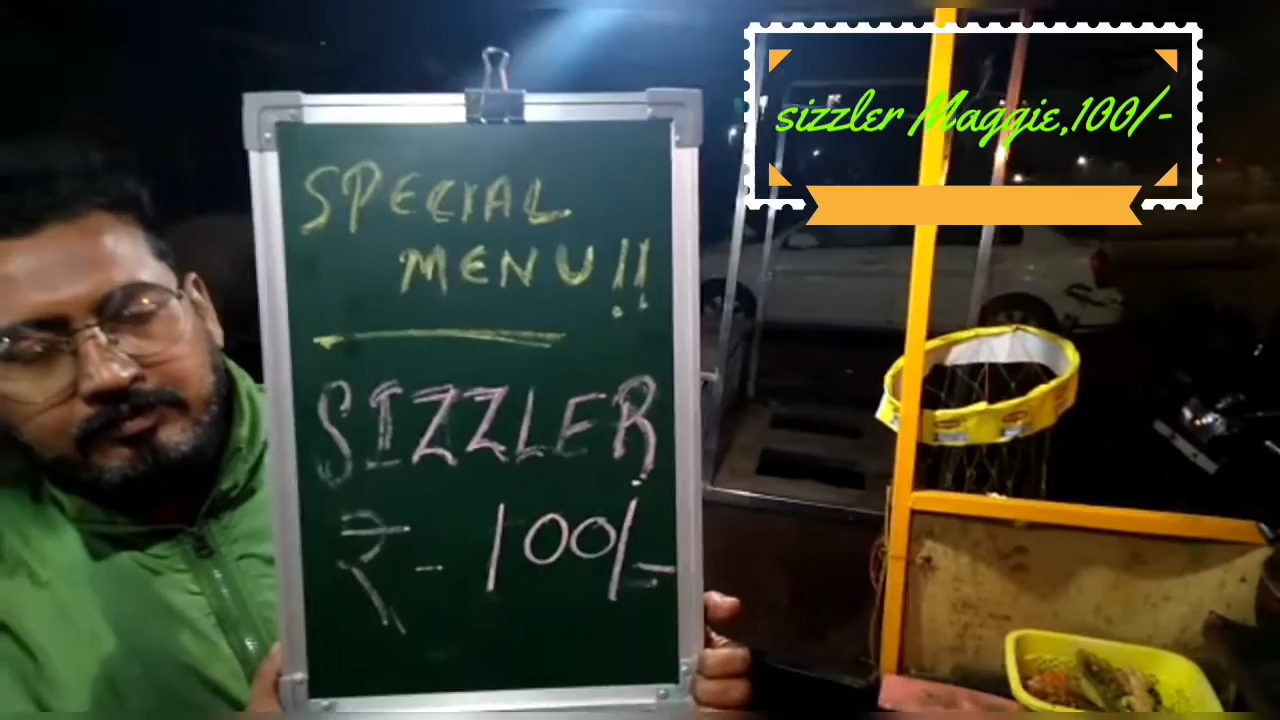 sizzler Maggie,100/-
SPECIAL
MENU!!
SIZZLER
₹ - 100/-